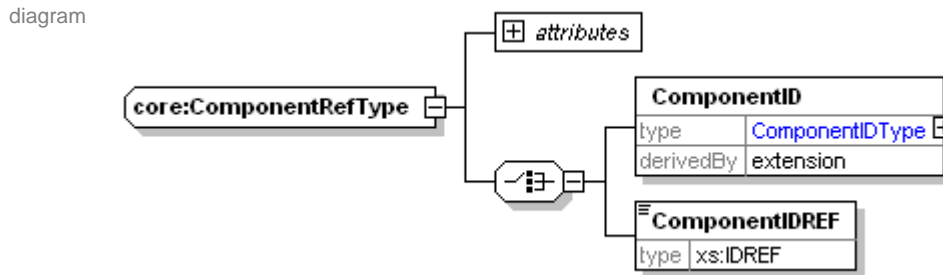 diagram
attributes
core:ComponentRefType
ComponentID
type ComponentIDType
derivedBy extension
ComponentIDREF
type xs:IDREF